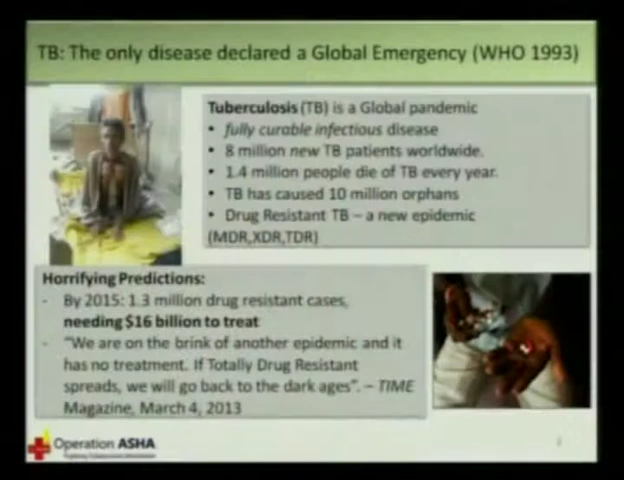 TB: The only disease declared a Global Emergency (WHO 1993)
Tuberculosis (TB) is a Global pandemic
• fully curable infectious disease
• 8 million new TB patients worldwide.
• 1.4 million people die of TB every year.
• TB has caused 10 million orphans
• Drug Resistant TB – a new epidemic
(MDR,XDR,TDR)
Horrifying Predictions:
- By 2015: 1.3 million drug resistant cases,
needing $16 billion to treat
- "We are on the brink of another epidemic and it
has no treatment. If Totally Drug Resistant
spreads, we will go back to the dark ages". – TIME
Magazine, March 4, 2013
Operation ASHA